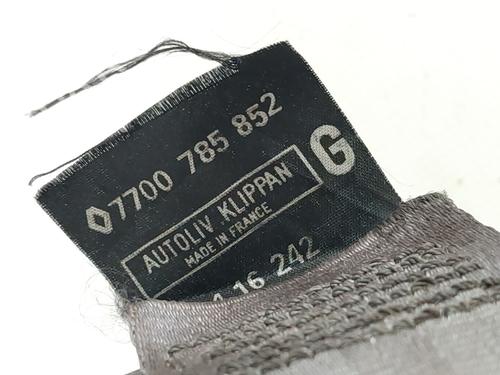 7700 785 852
G
AUTOLIV KLIPPAN
MADE IN FRANCE
16 242